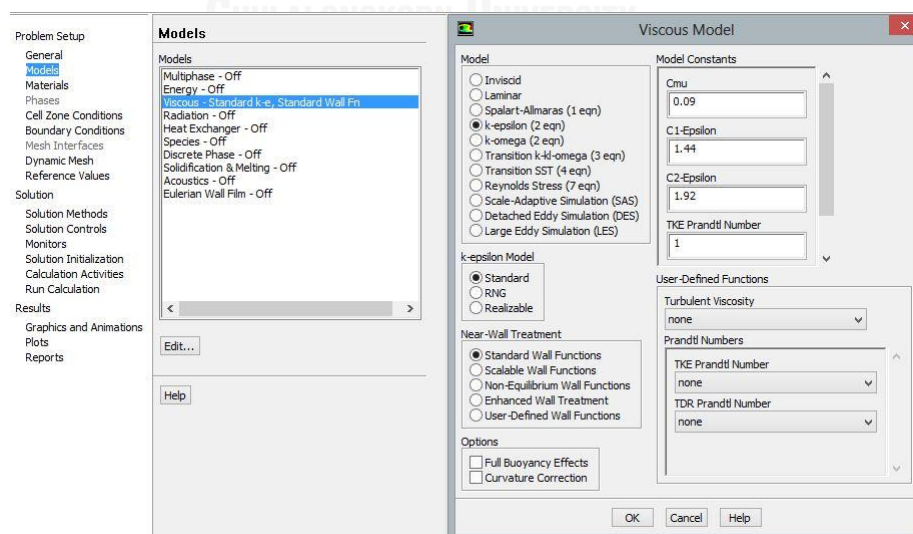 Problem Setup
General
Models
Materials
Phases
Cell Zone Conditions
Boundary Conditions
Mesh Interfaces
Dynamic Mesh
Reference Values
Solution
Solution Methods
Solution Controls
Monitors
Solution Initialization
Calculation Activities
Run Calculation
Results
Graphics and Animations
Plots
Reports
Models
Models
Multiphase - Off
Energy - Off
Viscous - Standard k-e, Standard Wall Fn
Radiation - Off
Heat Exchanger - Off
Species - Off
Discrete Phase - Off
Solidification & Melting - Off
Acoustics - Off
Eulerian Wall Film - Off
Edit...
Help
Viscous Model
Model
Inviscid
Laminar
Spalart-Allmaras (1 eqn)
k-epsilon (2 eqn)
k-omega (2 eqn)
Transition k-kl-omega (3 eqn)
Transition SST (4 eqn)
Reynolds Stress (7 eqn)
Scale-Adaptive Simulation (SAS)
Detached Eddy Simulation (DES)
Large Eddy Simulation (LES)
k-epsilon Model
Standard
RNG
Realizable
Near-Wall Treatment
Standard Wall Functions
Scalable Wall Functions
Non-Equilibrium Wall Functions
Enhanced Wall Treatment
User-Defined Wall Functions
Options
Full Buoyancy Effects
Curvature Correction
Model Constants
Cmu
0.09
C1-Epsilon
1.44
C2-Epsilon
1.92
TKE Prandtl Number
1
User-Defined Functions
Turbulent Viscosity
none
Prandtl Numbers
TKE Prandtl Number
none
TDR Prandtl Number
none
OK Cancel Help